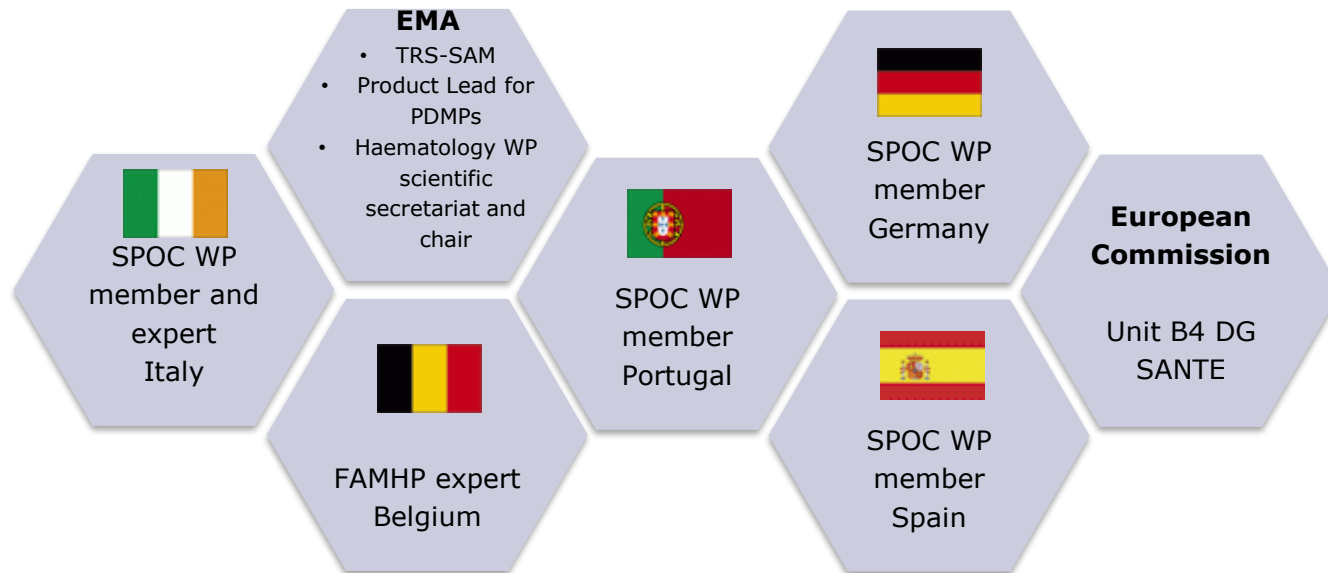 SPOC WP
member and
expert
Italy
EMA
• TRS-SAM
• Product Lead for
PDMPs
• Haematology WP
scientific
secretariat and
chair
FAMHP expert
Belgium
SPOC WP
member
Portugal
SPOC WP
member
Germany
SPOC WP
member
Spain
European
Commission
Unit B4 DG
SANTE